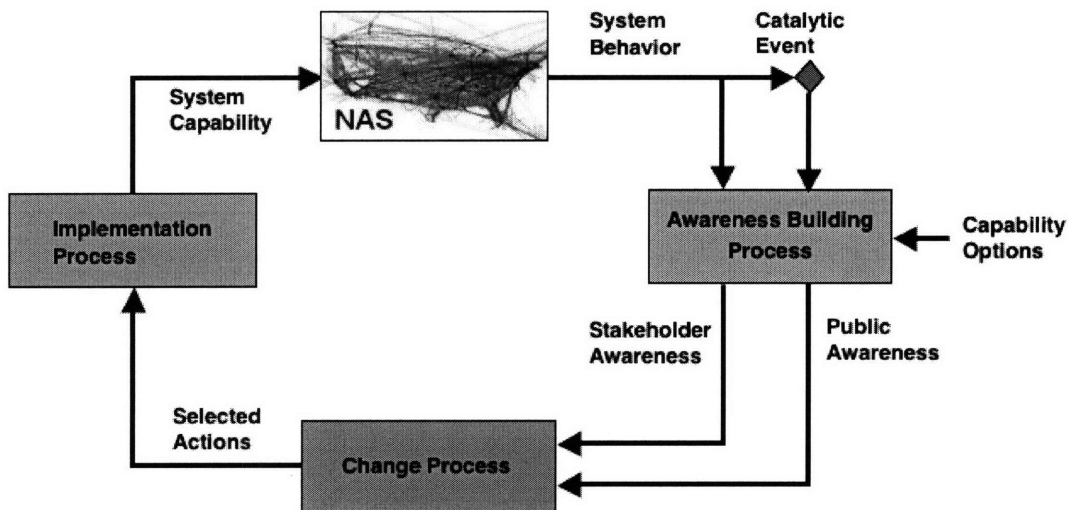 System
Behavior
Catalytic
Event
System
Capability
NAS
Implementation
Process
Awareness Building
Process
Capability
Options
Stakeholder
Awareness
Public
Awareness
Selected
Actions
Change Process